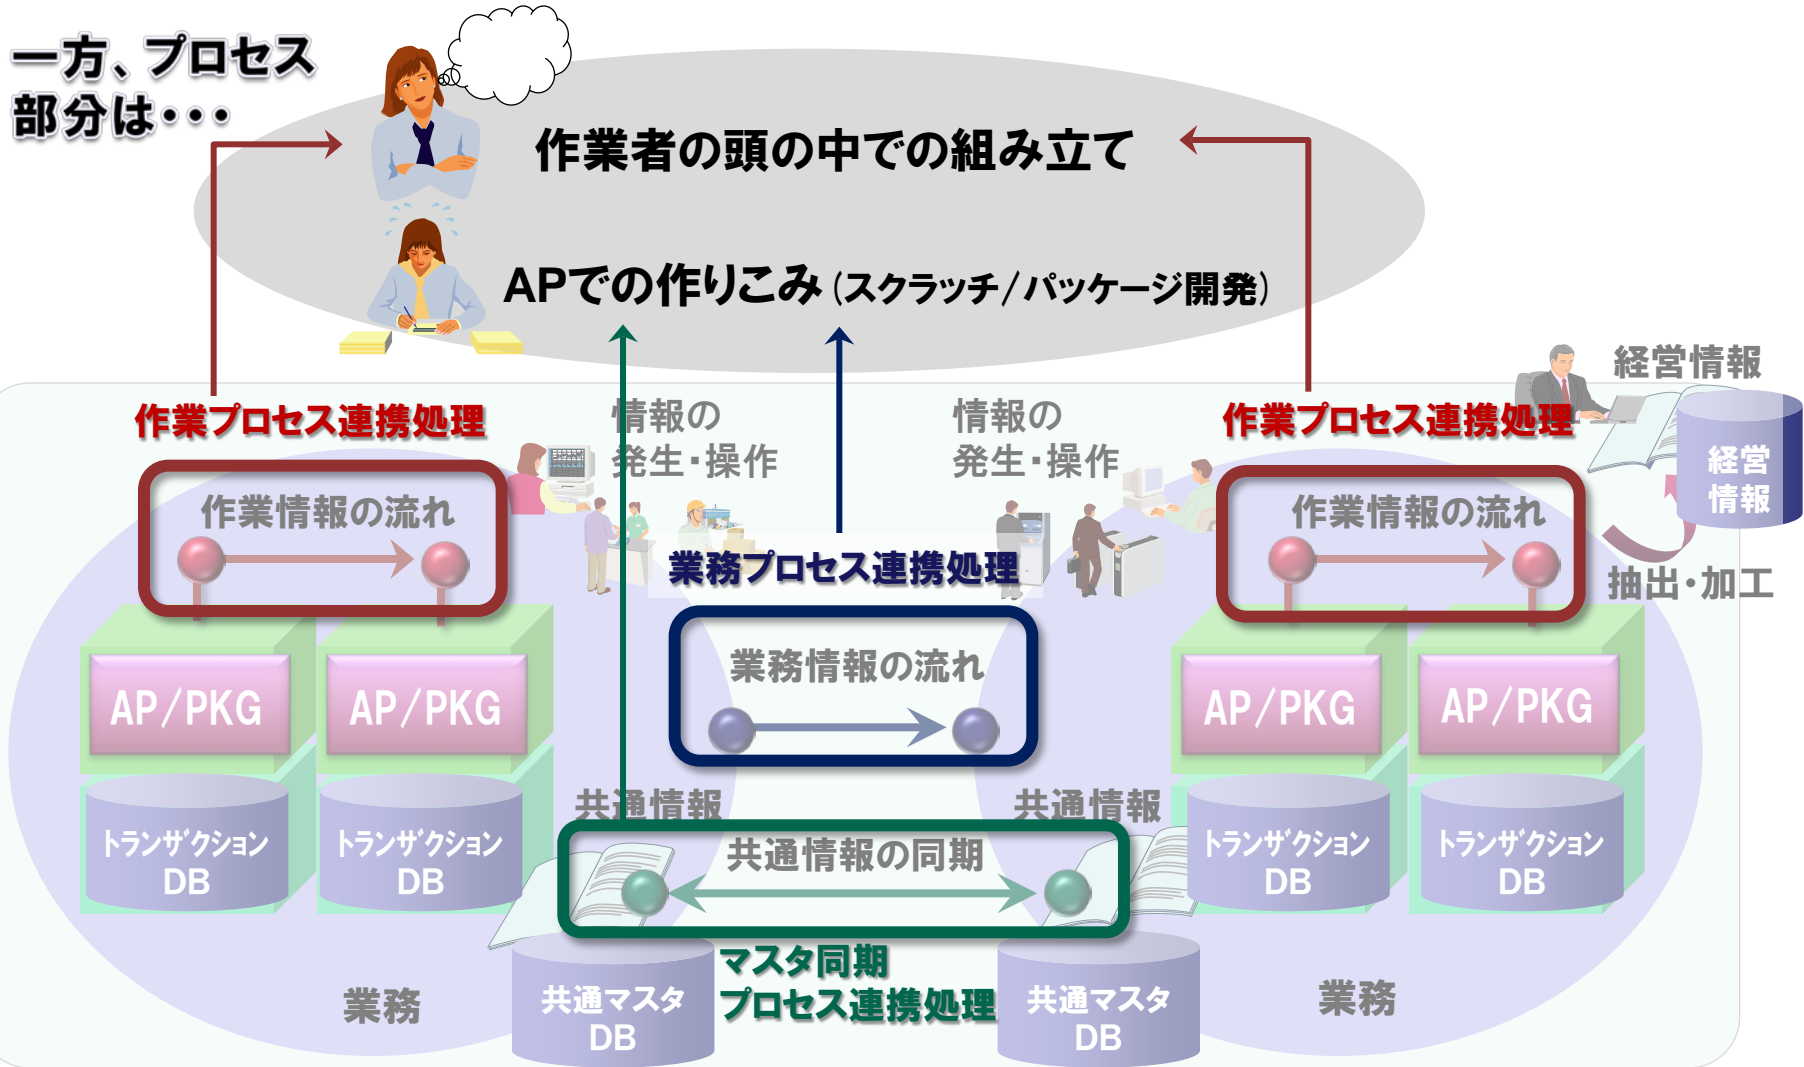 一方、プロセス
部分は・・・
作業者の頭の中での組み立て
APでの作りこみ(スクラッチ/パッケージ開発)
経営情報
経営
情報
抽出・加工
作業プロセス連携処理
情報の
発生・操作
情報の
発生・操作
作業プロセス連携処理
作業情報の流れ
作業情報の流れ
業務プロセス連携処理
業務情報の流れ
AP/PKG
AP/PKG
AP/PKG
AP/PKG
トランザクション
DB
トランザクション
DB
トランザクション
DB
トランザクション
DB
共通情報
共通情報
共通情報の同期
マスタ同期
プロセス連携処理
共通マスタ
DB
共通マスタ
DB
業務
業務